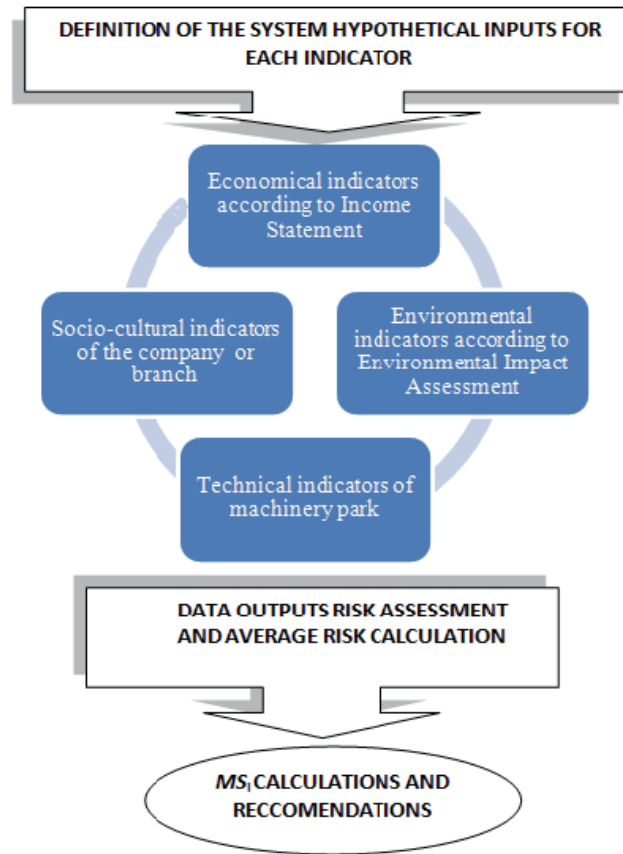 DEFINITION OF THE SYSTEM HYPOTHETICAL INPUTS FOR
EACH INDICATOR
Economical indicators
according to Income
Statement
Socio-cultural indicators
of the company or
branch
Environmental
indicators according to
Environmental Impact
Assessment
Technical indicators of
machinery park
DATA OUTPUTS RISK ASSESSMENT
AND AVERAGE RISK CALCULATION
MSI CALCULATIONS AND
RECCOMENDATIONS